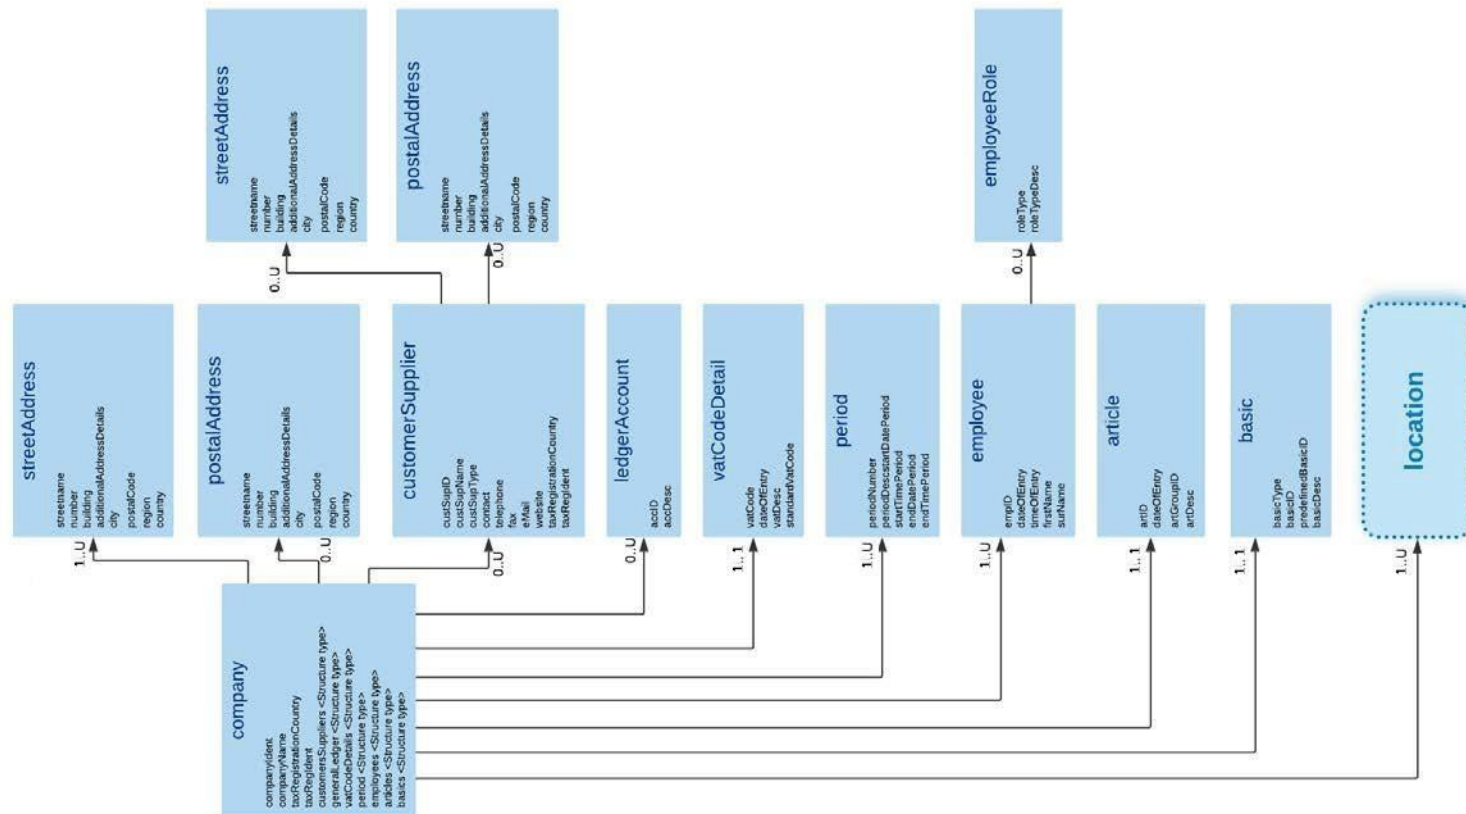 streetAddress
streetname
number
building
additionalAddressDetails
city
postalCode
region
country
postalAddress
streetname
number
building
additionalAddressDetails
city
postalCode
region
country
employeeRole
roleType
roleTypeDesc
0..U
0..U
0..U
streetAddress
streetname
number
building
additionalAddressDetails
city
postalCode
region
country
postalAddress
streetname
number
building
additionalAddressDetails
city
postalCode
region
country
customerSupplier
custSupID
custSupName
custSupType
contact
telephone
fax
eMail
website
taxRegistrationCountry
taxRegIdent
ledgerAccount
accID
accDesc
vatCodeDetail
vatCode
dateOfEntry
vatDesc
standardVatCode
period
periodNumber
periodDescstartDatePeriod
startTimePeriod
endDatePeriod
endTimePeriod
employee
empID
dateOfEntry
timeOfEntry
firstName
surName
article
artID
dateOfEntry
artGroupID
artDesc
basic
basicType
basicID
predefinedBasicID
basicDesc
location
1..U
0..U
0..U
0..U
1..1
1..U
1..U
1..1
1..1
1..U
company
companyIdent
companyName
taxRegistrationCountry
taxRegIdent
customersSuppliers <Structure type>
generalLedger <Structure type>
vatCodeDetails <Structure type>
period <Structure type>
employees <Structure type>
articles <Structure type>
basics <Structure type>